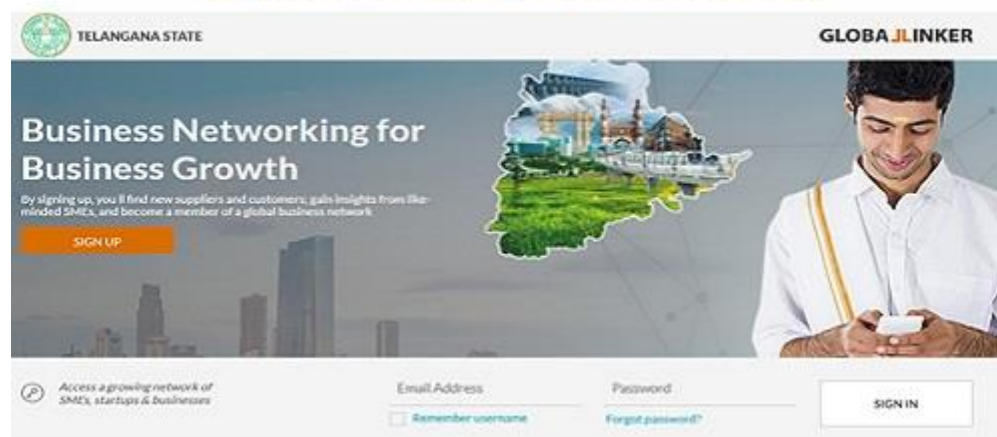 TELANGANA STATE
GLOBALLINKER
Business Networking for
Business Growth
By signing up, you ll find new suppliers and customers; gain insights from like-
minded SMEs, and become a member of a global business network
SIGN UP
Access a growing network of
SMEs, startups & businesses
Email Address
Password
SIGN IN
Remember username
Forgot password?